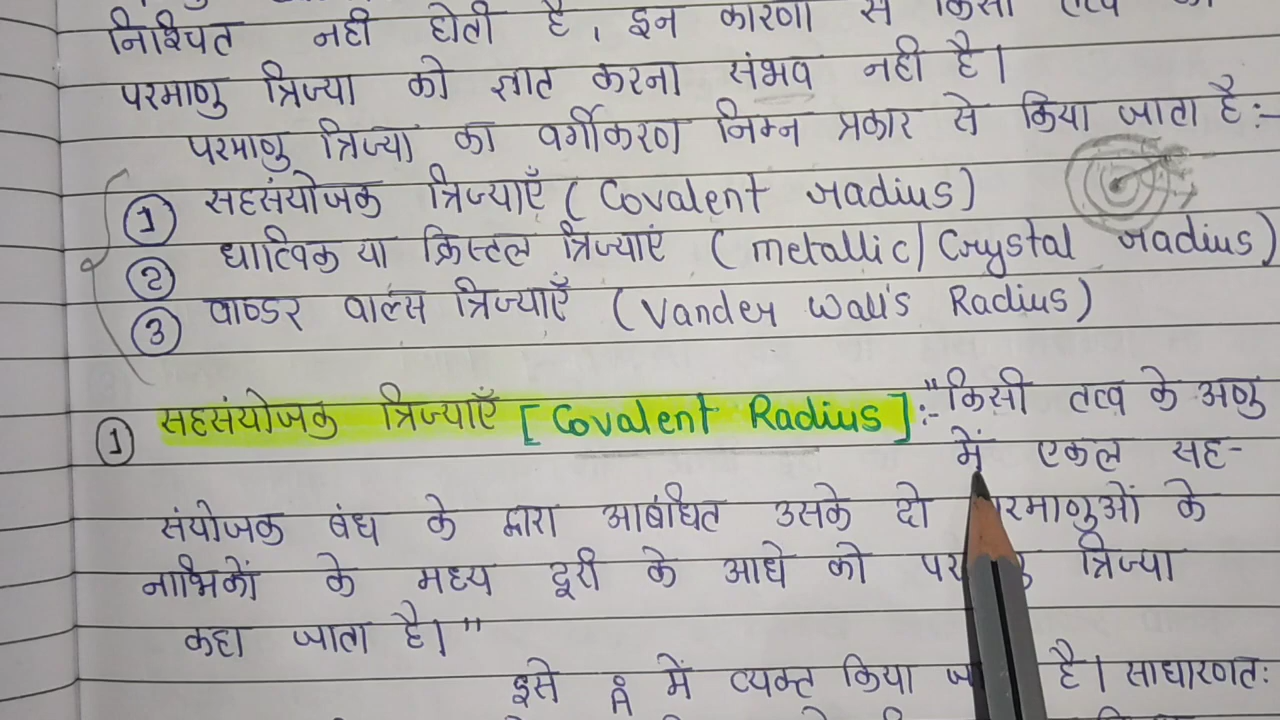 निश्चित नही होती है, इन कारणो से किसी तत्व की
परमाणु त्रिज्या को ज्ञात करना संभव नही है।
परमाणु त्रिज्या का वर्गीकरण निम्न प्रकार से किया जाता है:-
① सहसंयोजक त्रिज्याएँ (Covalent radius)
② धात्विक या क्रिस्टल त्रिज्याएं (metallic/Crystal radius)
③ वाण्डर वाल्स त्रिज्याएँ (Vander Wall's Radius)
① सहसंयोजक त्रिज्याएँ [Covalent Radius]:- "किसी तत्व के अणु
में एकल सह-
संयोजक बंध के द्वारा आबंधित उसके दो परमाणुओं के
नाभिकों के मध्य दूरी के आधे को त्रिज्या
कहा जाता है।"
इसे Å में व्यक्त किया है। साधारणतः